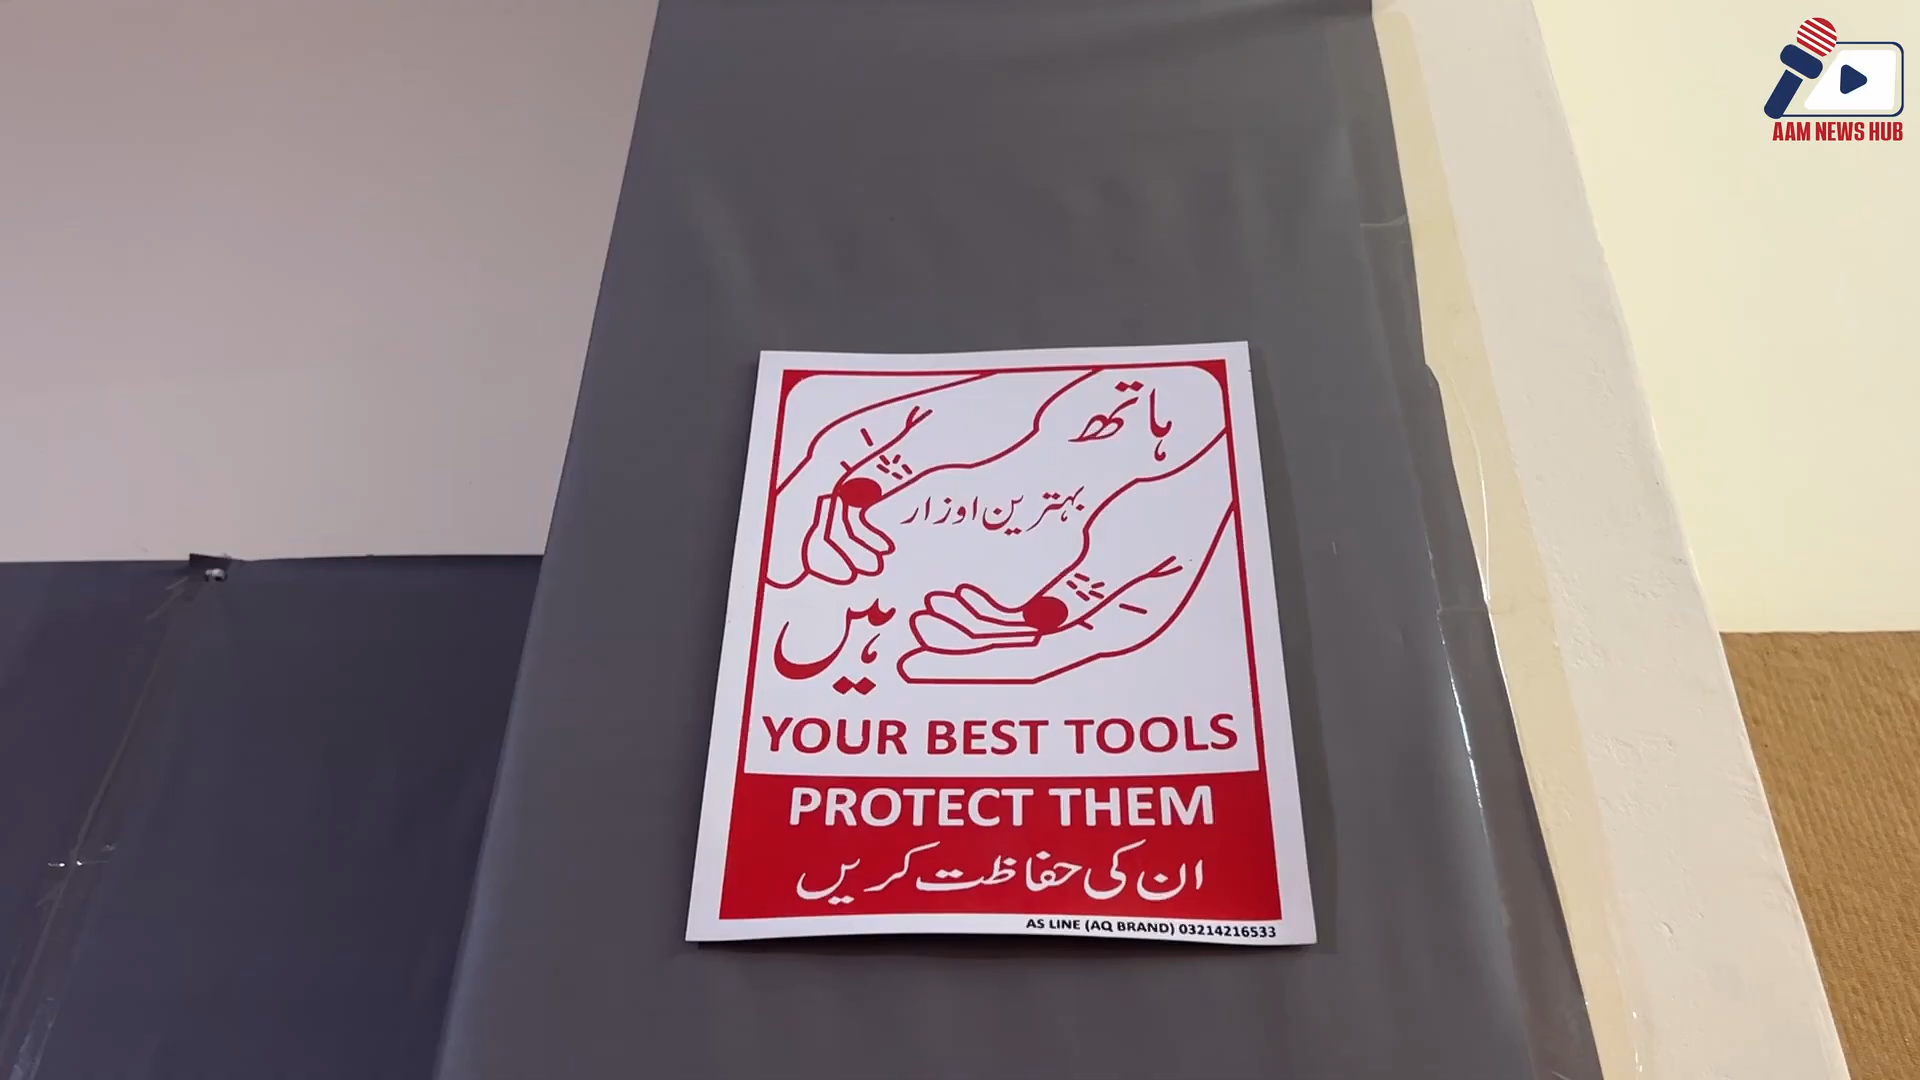 AAM NEWS HUB
ہاتھ
بہترین اوزار
ہیں
YOUR BEST TOOLS
PROTECT THEM
ان کی حفاظت کریں
AS LINE (AQ BRAND) 03214216533